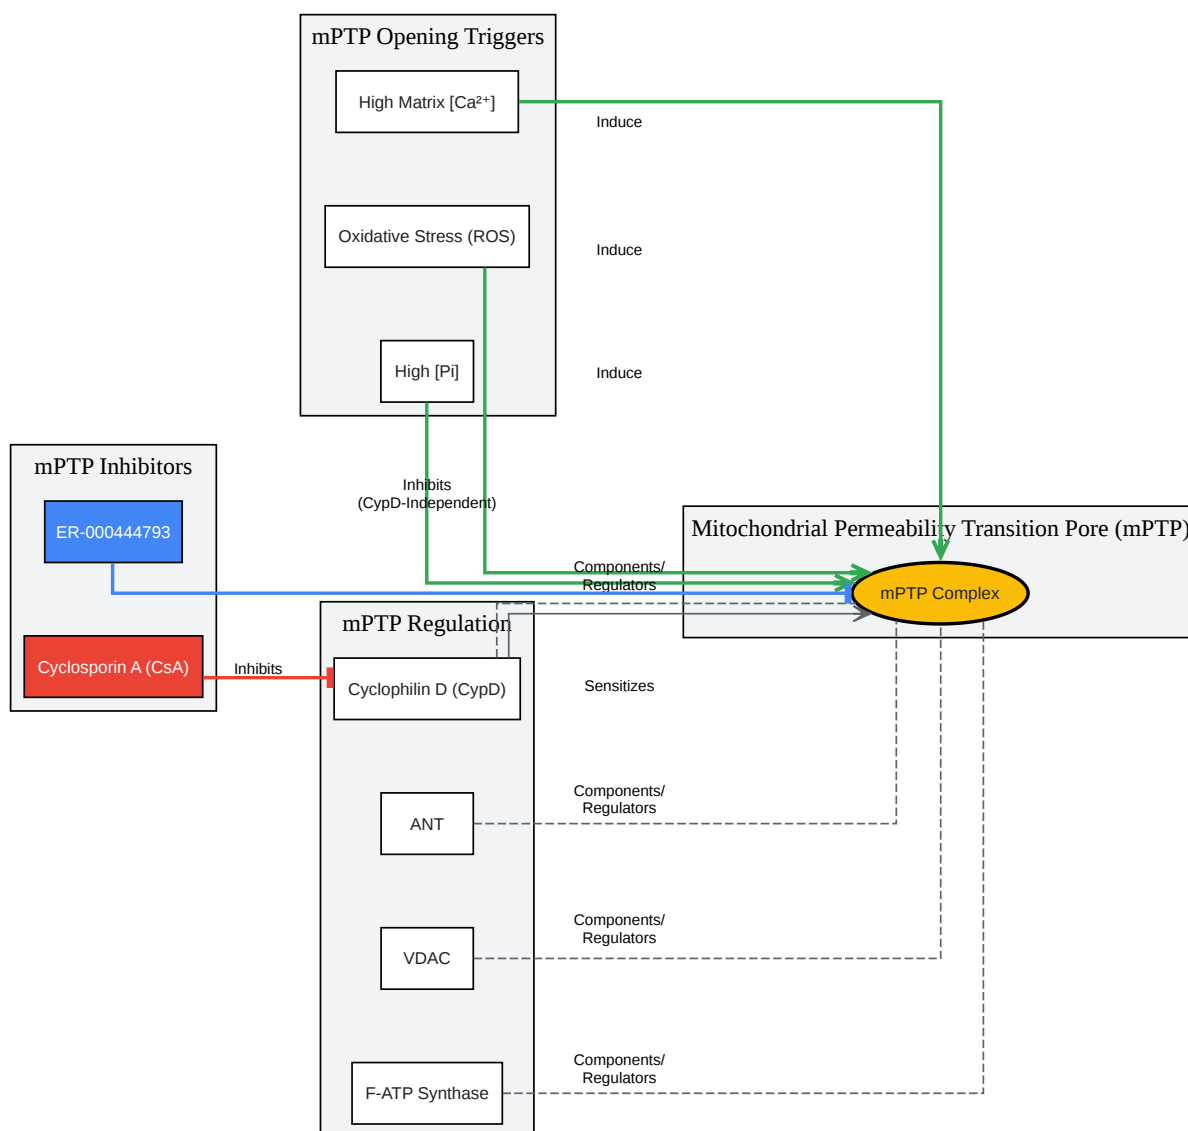 mPTP Opening Triggers
High Matrix [Ca²⁺]
Induce
Oxidative Stress (ROS)
Induce
High [Pi]
Induce
mPTP Inhibitors
ER-000444793
Inhibits
(CypD-Independent)
Mitochondrial Permeability Transition Pore (mPTP)
mPTP Complex
Components/
Regulators
mPTP Regulation
Cyclosporin A (CsA)
Inhibits
Cyclophilin D (CypD)
Sensitizes
Components/
Regulators
ANT
Components/
Regulators
VDAC
Components/
Regulators
F-ATP Synthase